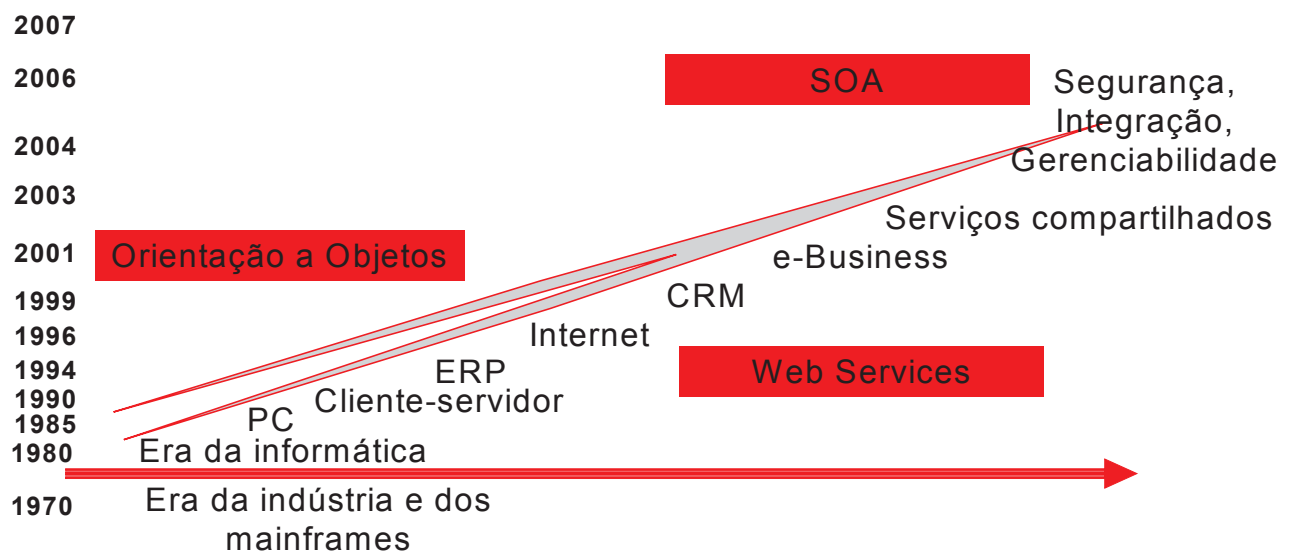 2007
2006
SOA
Segurança,
Integração,
Gerenciabilidade
2004
2003
Serviços compartilhados
2001
Orientação a Objetos
e-Business
1999
CRM
1996
Internet
1994
ERP
Web Services
1990
Cliente-servidor
1985
PC
1980
Era da informática
1970
Era da indústria e dos
mainframes